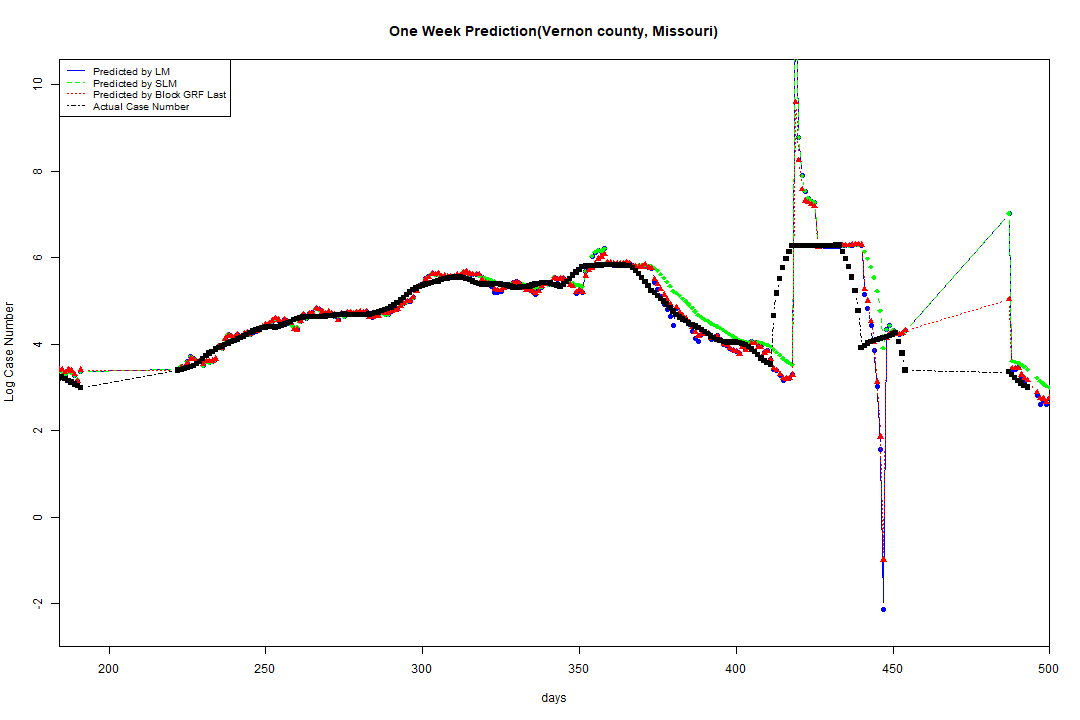 One Week Prediction(Vernon county, Missouri)
Predicted by LM
Predicted by SLM
Predicted by Block GRF Last
Actual Case Number
Log Case Number
10
8
6
4
2
0
-2
200 250 300 350 400 450 500
days